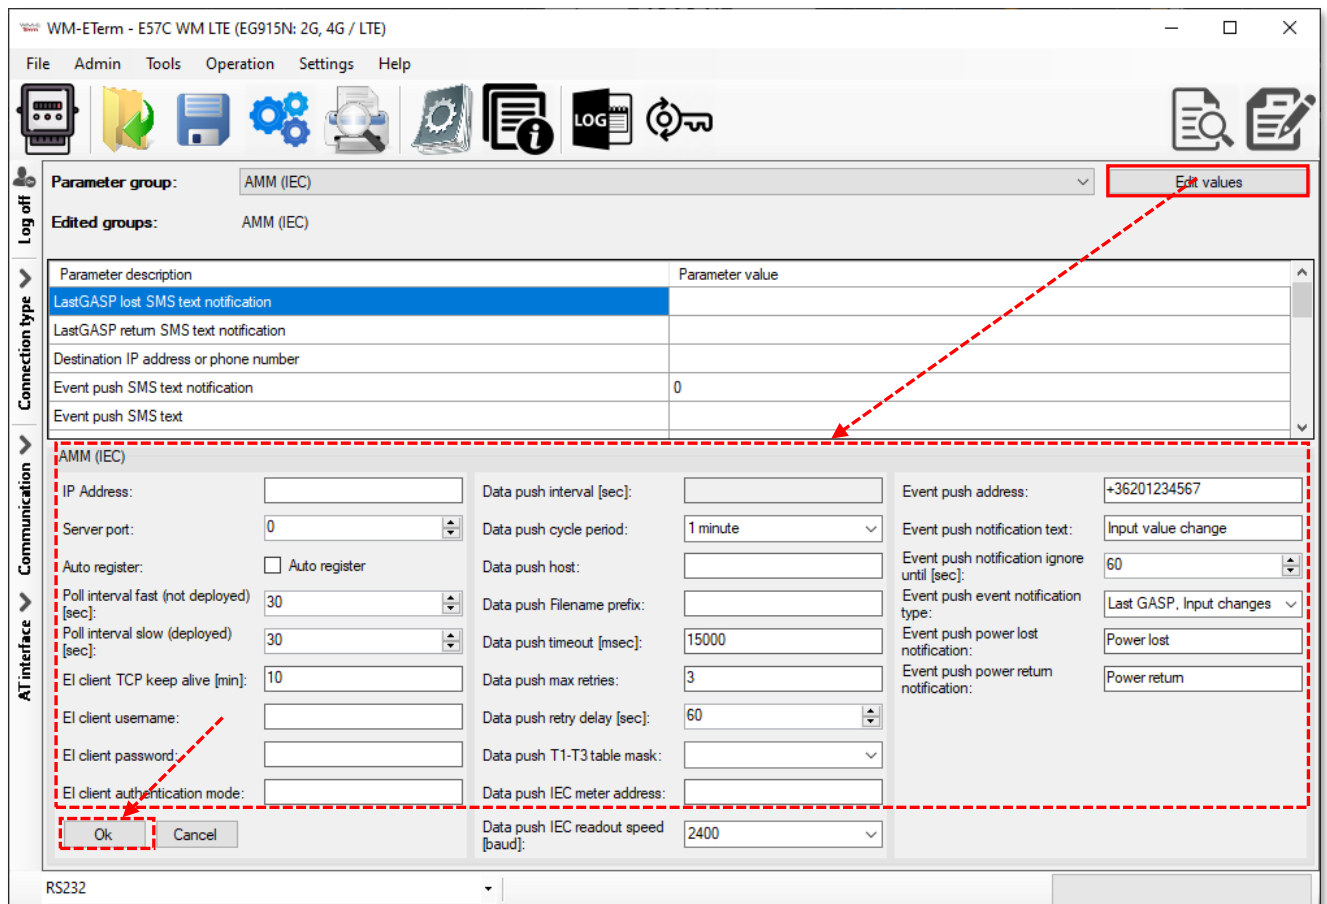 WM-ETerm - E57C WM LTE (EG915N: 2G, 4G / LTE)
File Admin Tools Operation Settings Help
LOG
Log off
Connection type
Communication
AT interface
Parameter group: AMM (IEC) Edit values
Edited groups: AMM (IEC)
Parameter description Parameter value
LastGASP lost SMS text notification
LastGASP return SMS text notification
Destination IP address or phone number
Event push SMS text notification 0
Event push SMS text
AMM (IEC)
IP Address:
Server port: 0
Auto register: Auto register
Poll interval fast (not deployed)
[sec]: 30
Poll interval slow (deployed)
[sec]: 30
EI client TCP keep alive [min]: 10
EI client username:
EI client password:
EI client authentication mode:
Ok Cancel
Data push interval [sec]:
Data push cycle period: 1 minute
Data push host:
Data push Filename prefix:
Data push timeout [msec]: 15000
Data push max retries: 3
Data push retry delay [sec]: 60
Data push T1-T3 table mask:
Data push IEC meter address:
Data push IEC readout speed
[baud]: 2400
Event push address: +36201234567
Event push notification text: Input value change
Event push notification ignore
until [sec]: 60
Event push event notification
type: Last GASP, Input changes
Event push power lost
notification: Power lost
Event push power return
notification: Power return
RS232